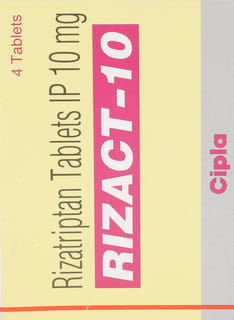 4 Tablets
Rizatriptan Tablets IP 10 mg
RIZACT-10
Cipla